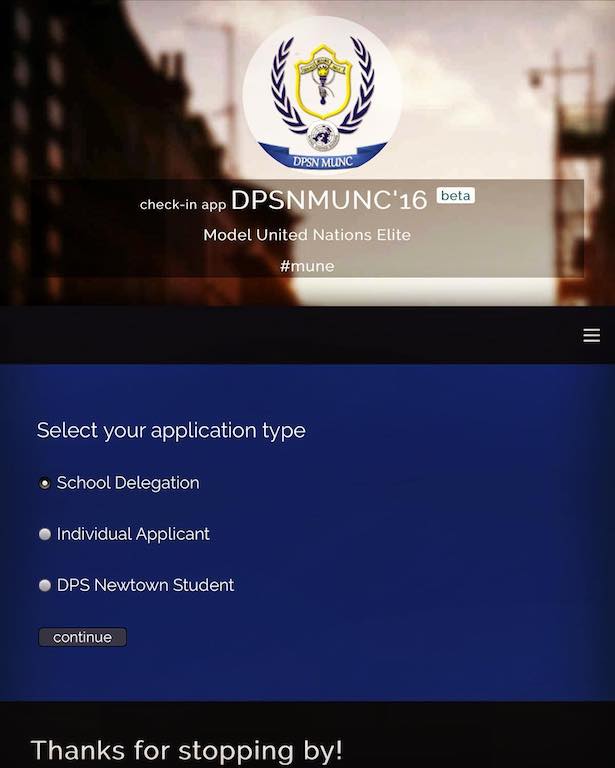 DPSN MUNC
check-in app DPSNMUNC'16 beta
Model United Nations Elite
#mune
Select your application type
School Delegation
Individual Applicant
DPS Newtown Student
continue
Thanks for stopping by!